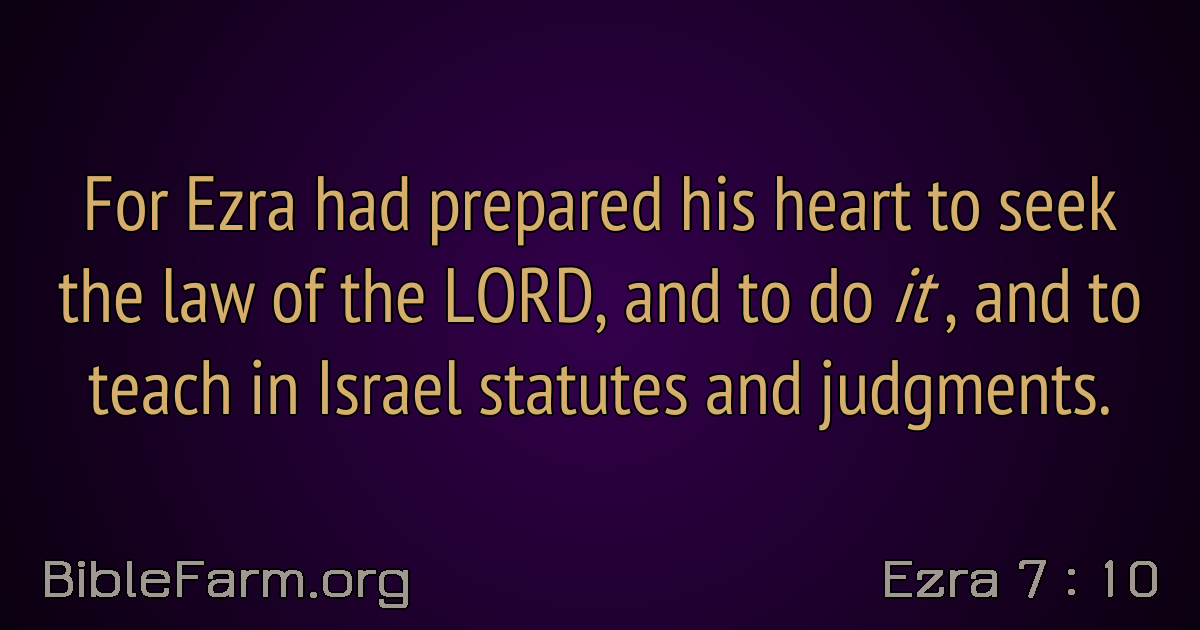 For Ezra had prepared his heart to seek
the law of the LORD, and to do it , and to
teach in Israel statutes and judgments.
BibleFarm.org
Ezra 7 : 10